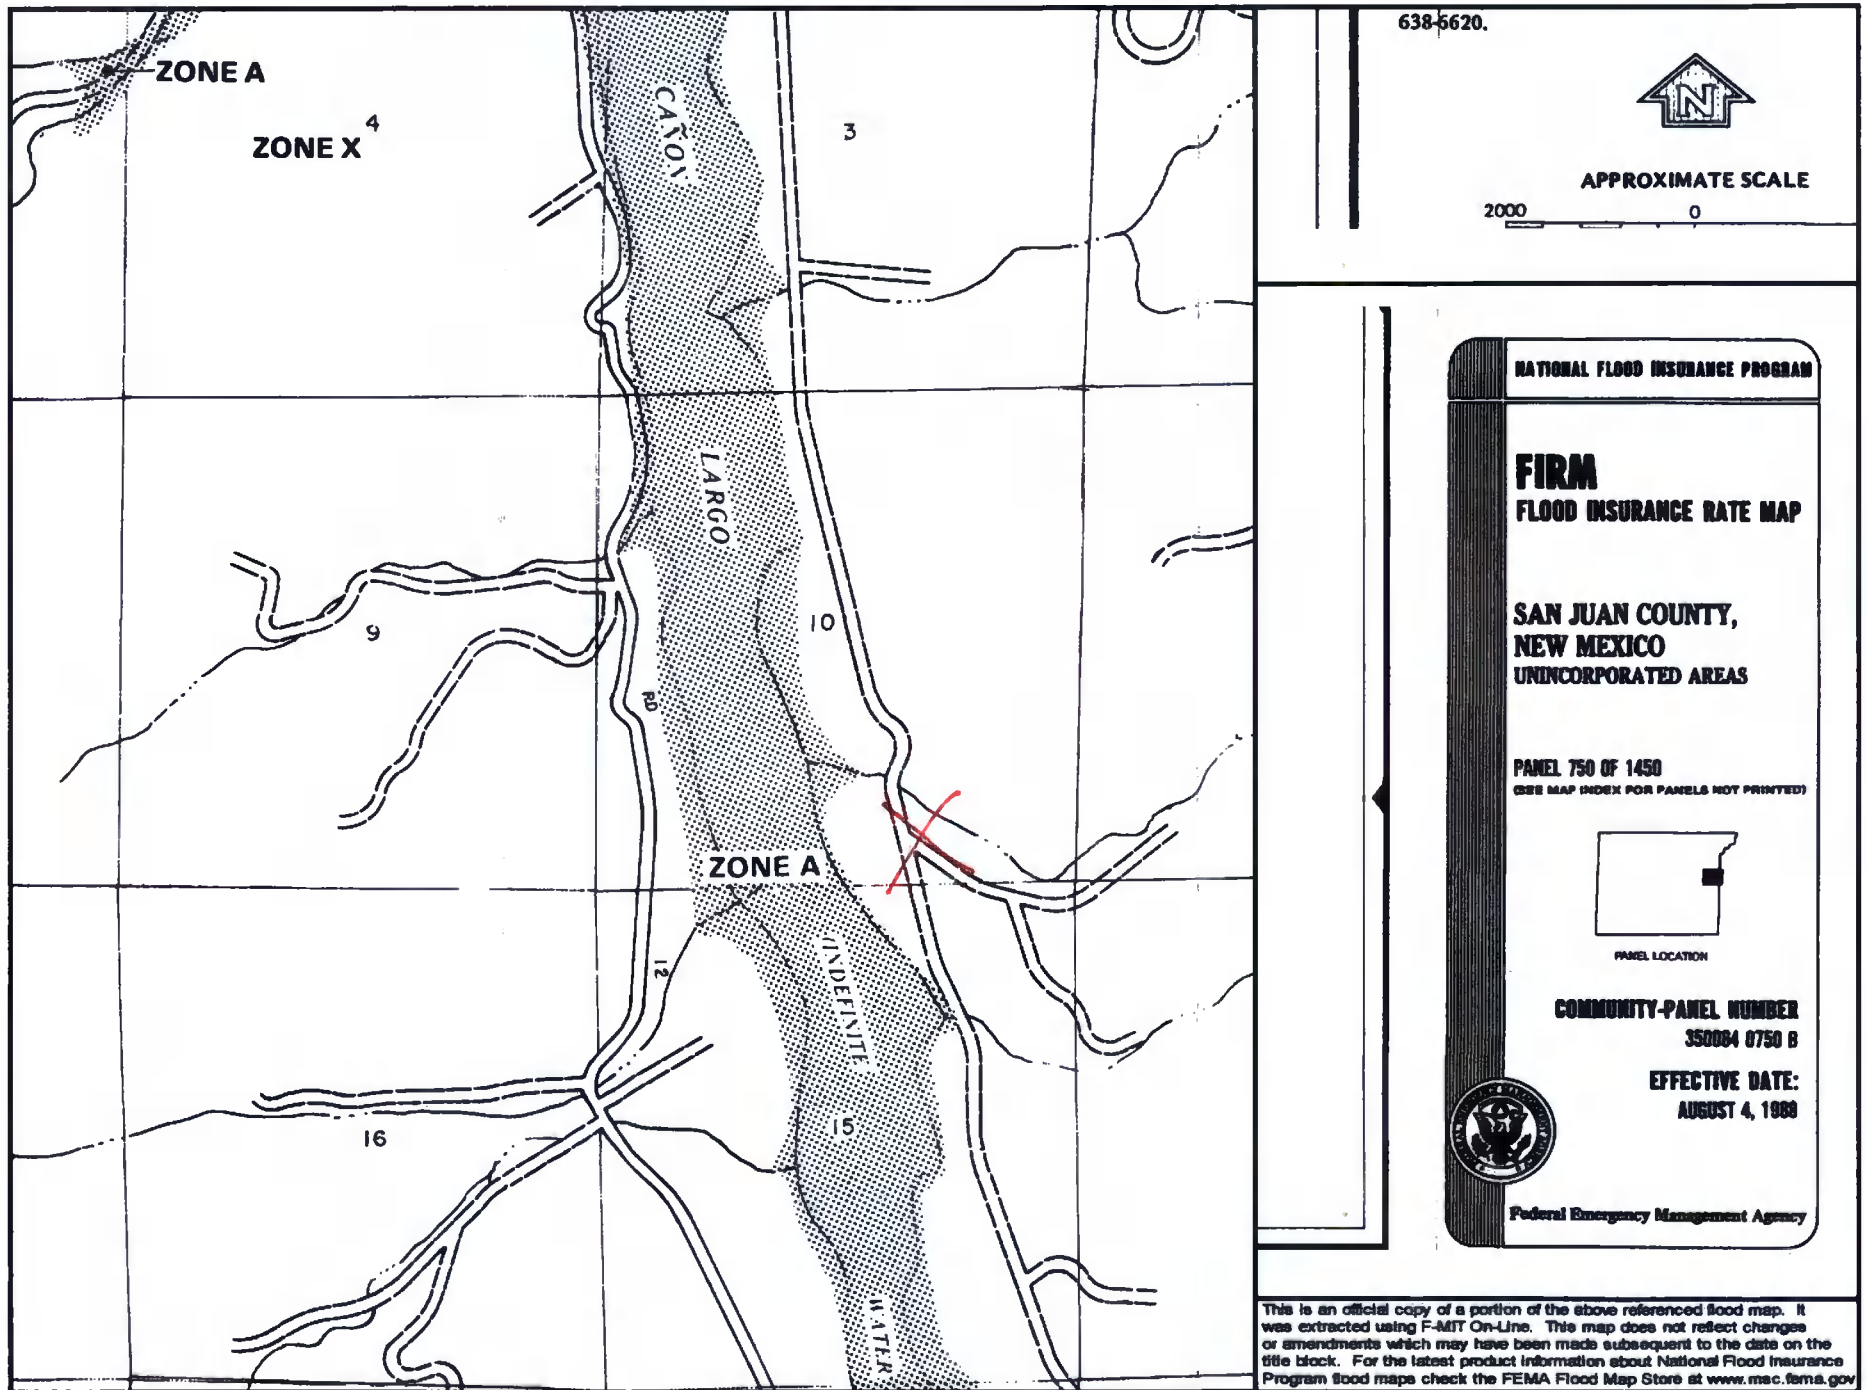 638-6620.
APPROXIMATE SCALE
2000 0
NATIONAL FLOOD INSURANCE PROGRAM
FIRM
FLOOD INSURANCE RATE MAP
SAN JUAN COUNTY,
NEW MEXICO
UNINCORPORATED AREAS
PANEL 750 OF 1450
(SEE MAP INDEX FOR PANELS NOT PRINTED)
PANEL LOCATION
COMMUNITY-PANEL NUMBER
350064 0750 B
EFFECTIVE DATE:
AUGUST 4, 1988
Federal Emergency Management Agency
This is an official copy of a portion of the above referenced flood map. It
was extracted using F-MIT On-Line. This map does not reflect changes
or amendments which may have been made subsequent to the date on the
title block. For the latest product information about National Flood Insurance
Program flood maps check the FEMA Flood Map Store at www.msc.fema.gov
ZONE A
ZONE X
4
CAÑON
3
LARGO
10
9
RD
ZONE A
12
INDEFINITE
15
16
WATER
N